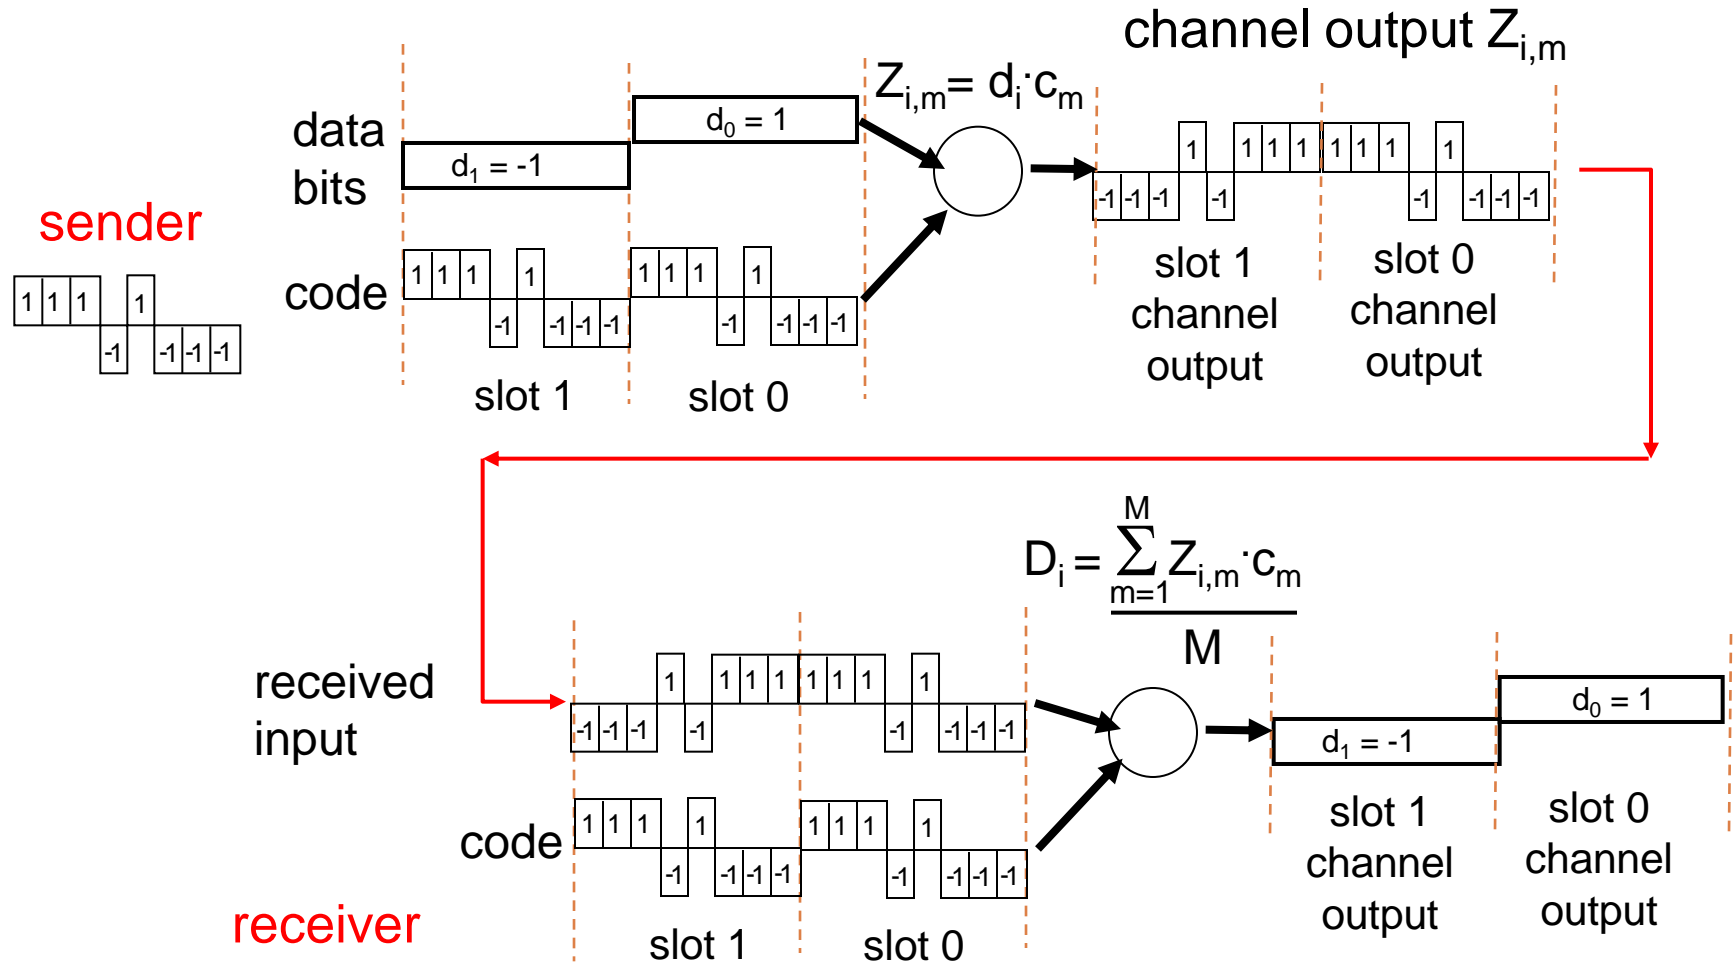 channel output Z_i,m
Z_i,m = d_i·c_m
data bits
d_0 = 1
d_1 = -1
1 1 1 -1 1 -1 -1 -1
1 1 1 -1 1 -1 -1 -1
-1 -1 -1 1 -1 1 1 1
1 1 1 -1 1 -1 -1 -1
sender
1 1 1 -1 1 -1 -1 -1
code
slot 1
slot 0
slot 1
channel
output
slot 0
channel
output
D_i = M ∑ m=1 Z_i,m·c_m
M
received
input
-1 -1 -1 1 -1 1 1 1
1 1 1 -1 1 -1 -1 -1
d_0 = 1
d_1 = -1
code
1 1 1 -1 1 -1 -1 -1
1 1 1 -1 1 -1 -1 -1
receiver
slot 1
slot 0
slot 1
channel
output
slot 0
channel
output